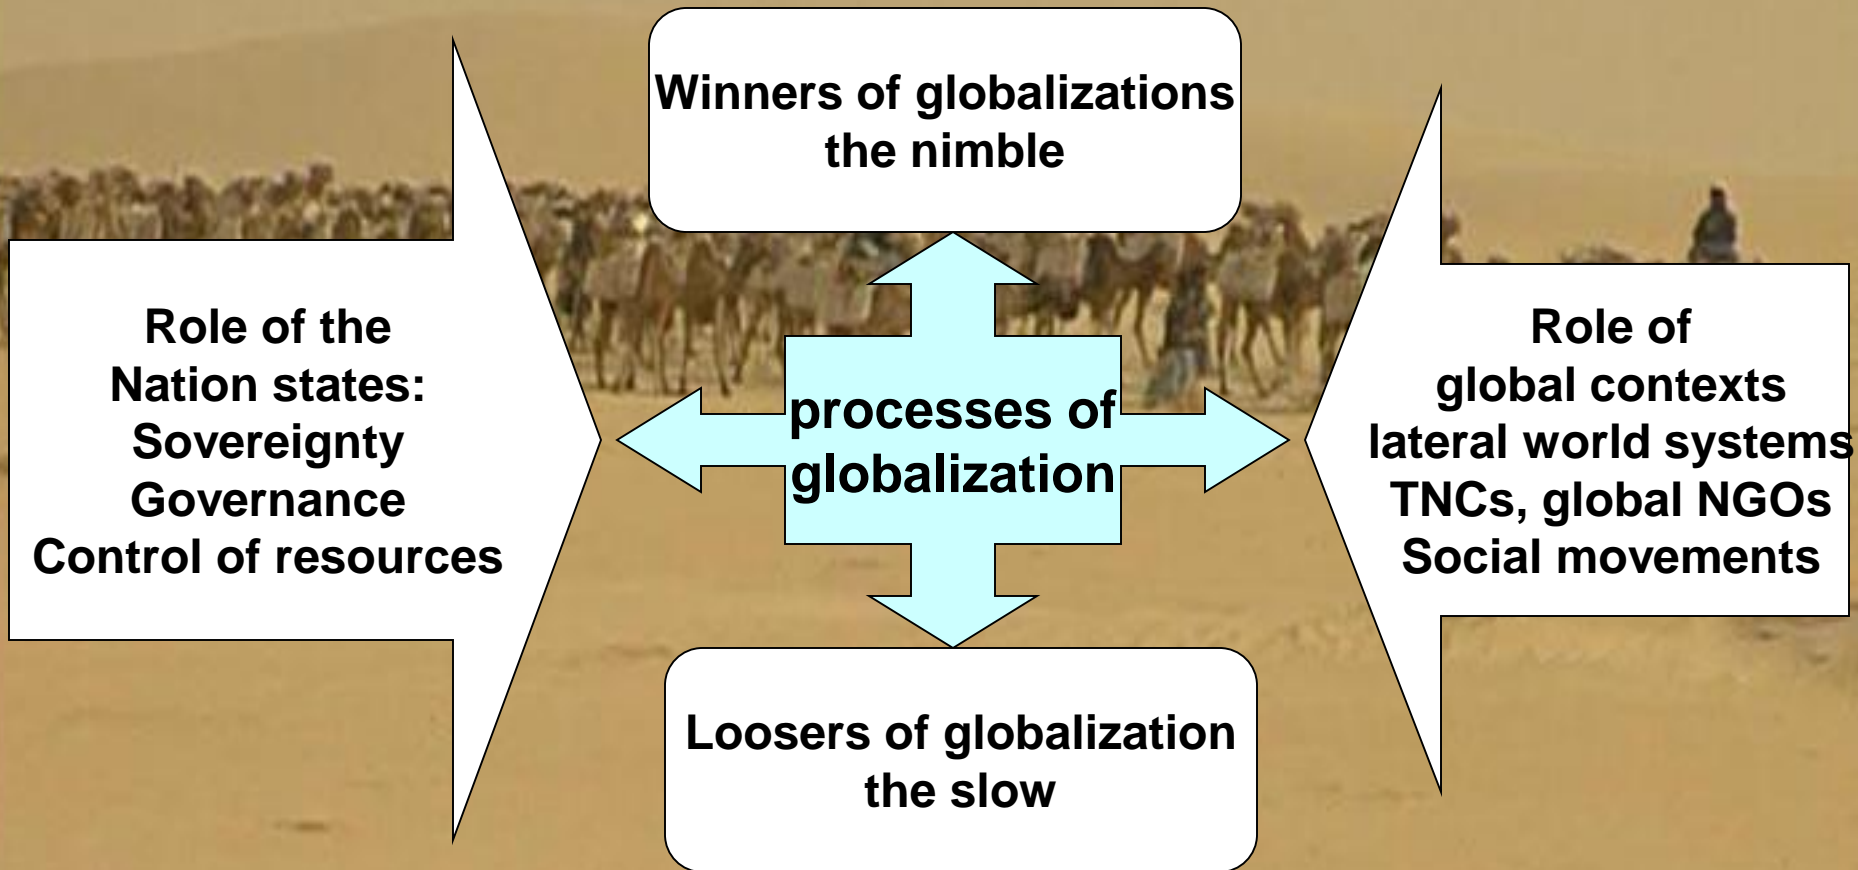 Winners of globalizations
the nimble
Role of the
Nation states:
Sovereignty
Governance
Control of resources
processes of
globalization
Role of
global contexts
lateral world systems
TNCs, global NGOs
Social movements
Loosers of globalization
the slow